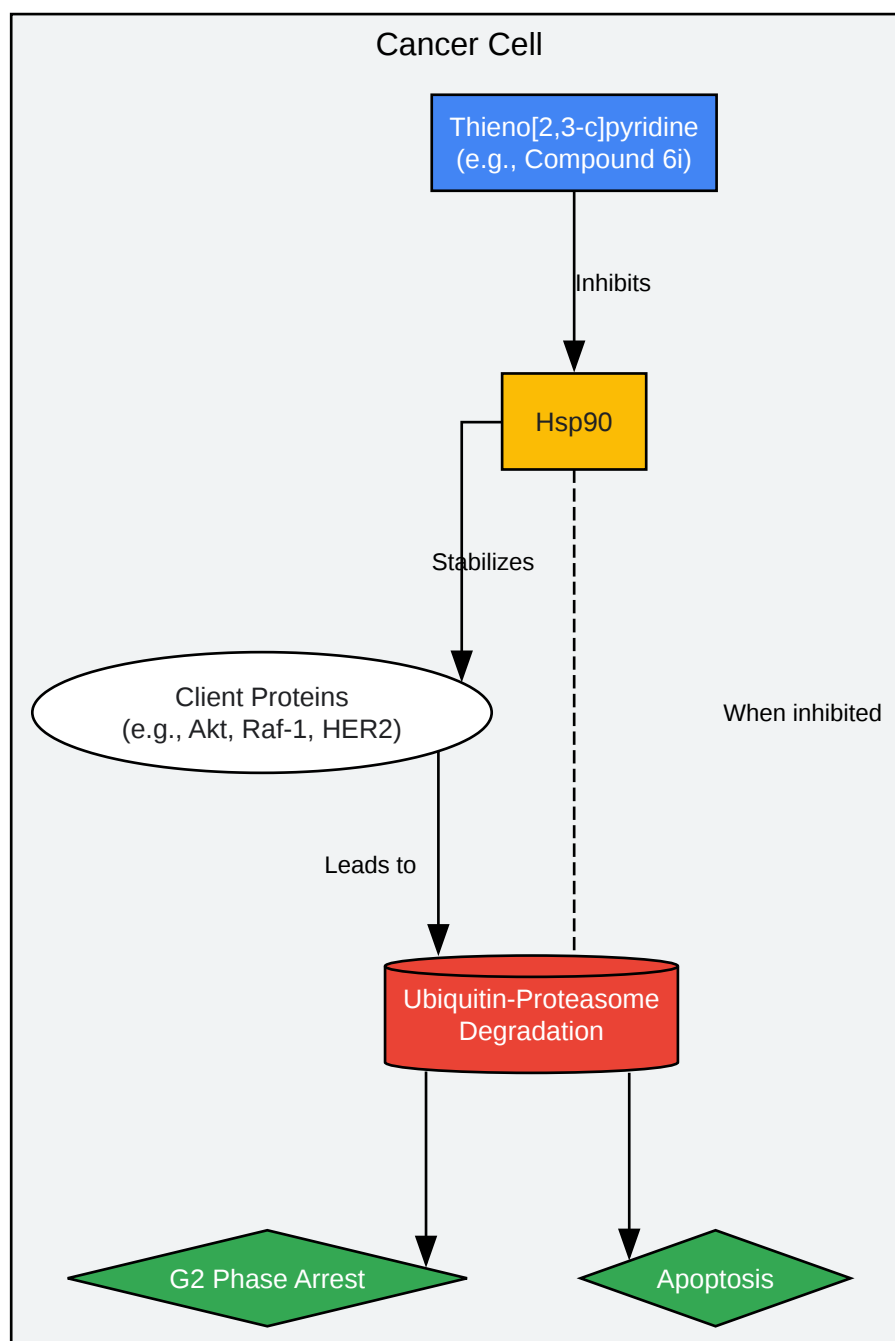 Cancer Cell
Thieno[2,3-c]pyridine
(e.g., Compound 6i)
Inhibits
Hsp90
Stabilizes
Client Proteins
(e.g., Akt, Raf-1, HER2)
When inhibited
Leads to
Ubiquitin-Proteasome
Degradation
G2 Phase Arrest
Apoptosis